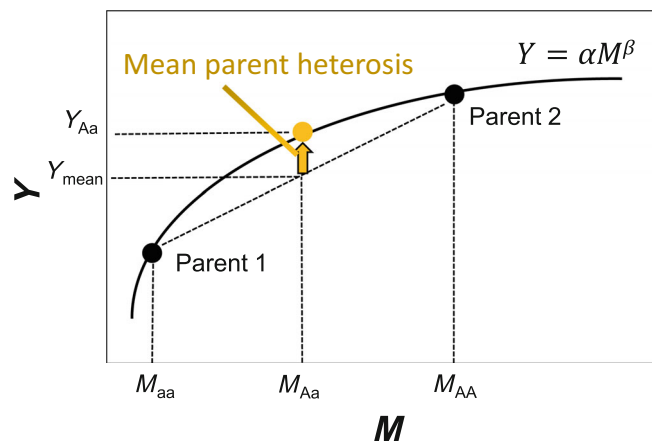 Y = αM^β
Mean parent heterosis
Y_Aa
Parent 2
Y_mean
Y
Parent 1
M_aa
M_Aa
M_AA
M